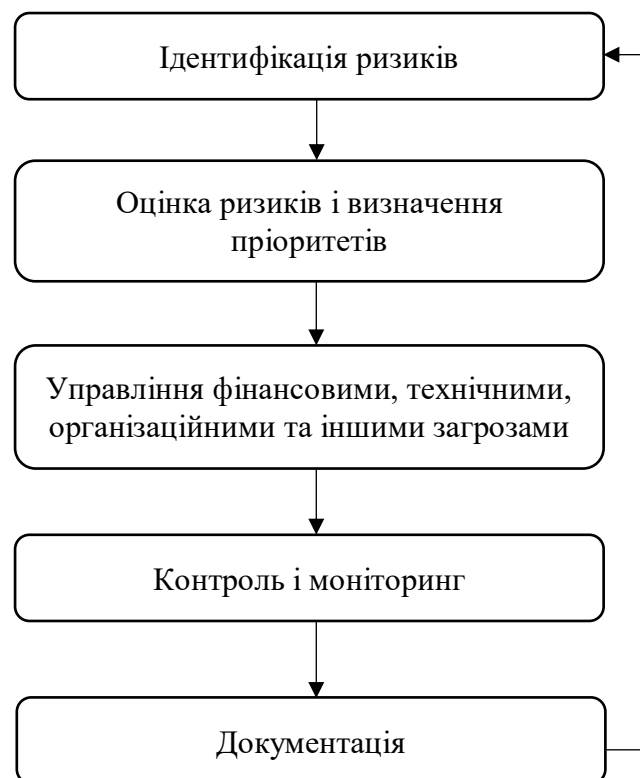 Ідентифікація ризиків
Оцінка ризиків і визначення
пріоритетів
Управління фінансовими, технічними,
організаційними та іншими загрозами
Контроль і моніторинг
Документація